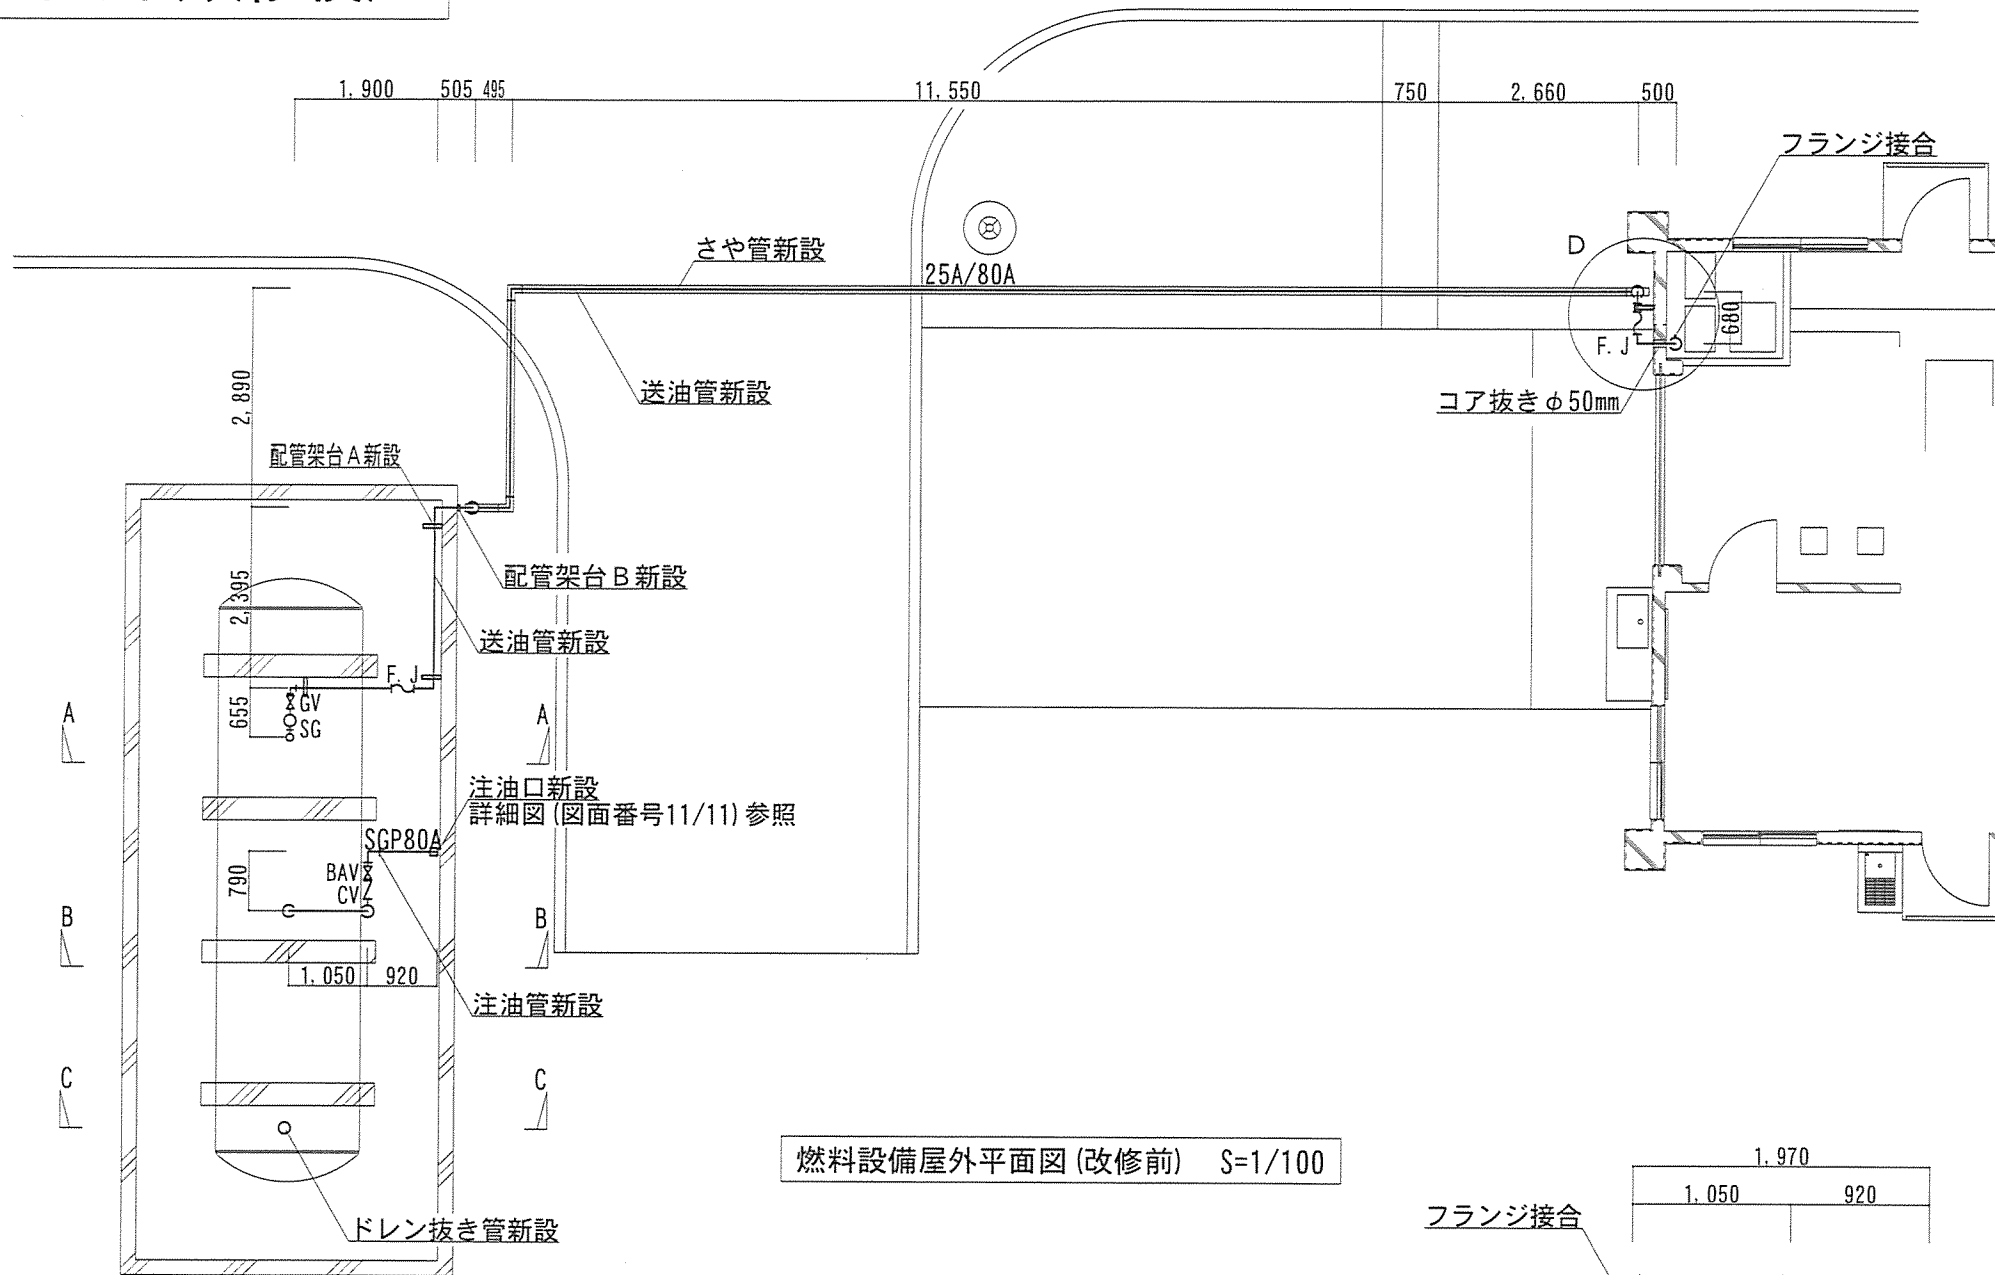 1,900 505 495 11,550 750 2,660 500
フランジ接合
D
さや管新設
25A/80A
680
F.J
送油管新設
コア抜きφ50mm
2,890
配管架台A新設
配管架台B新設
2,395
送油管新設
F.J
GV
655
SG
A A
注油口新設
詳細図(図面番号11/11)参照
SGP80A
BAV
790
CV
B B
1,050 920
注油管新設
C C
燃料設備屋外平面図(改修前) S=1/100
1,970
1,050 920
フランジ接合
ドレン抜き管新設